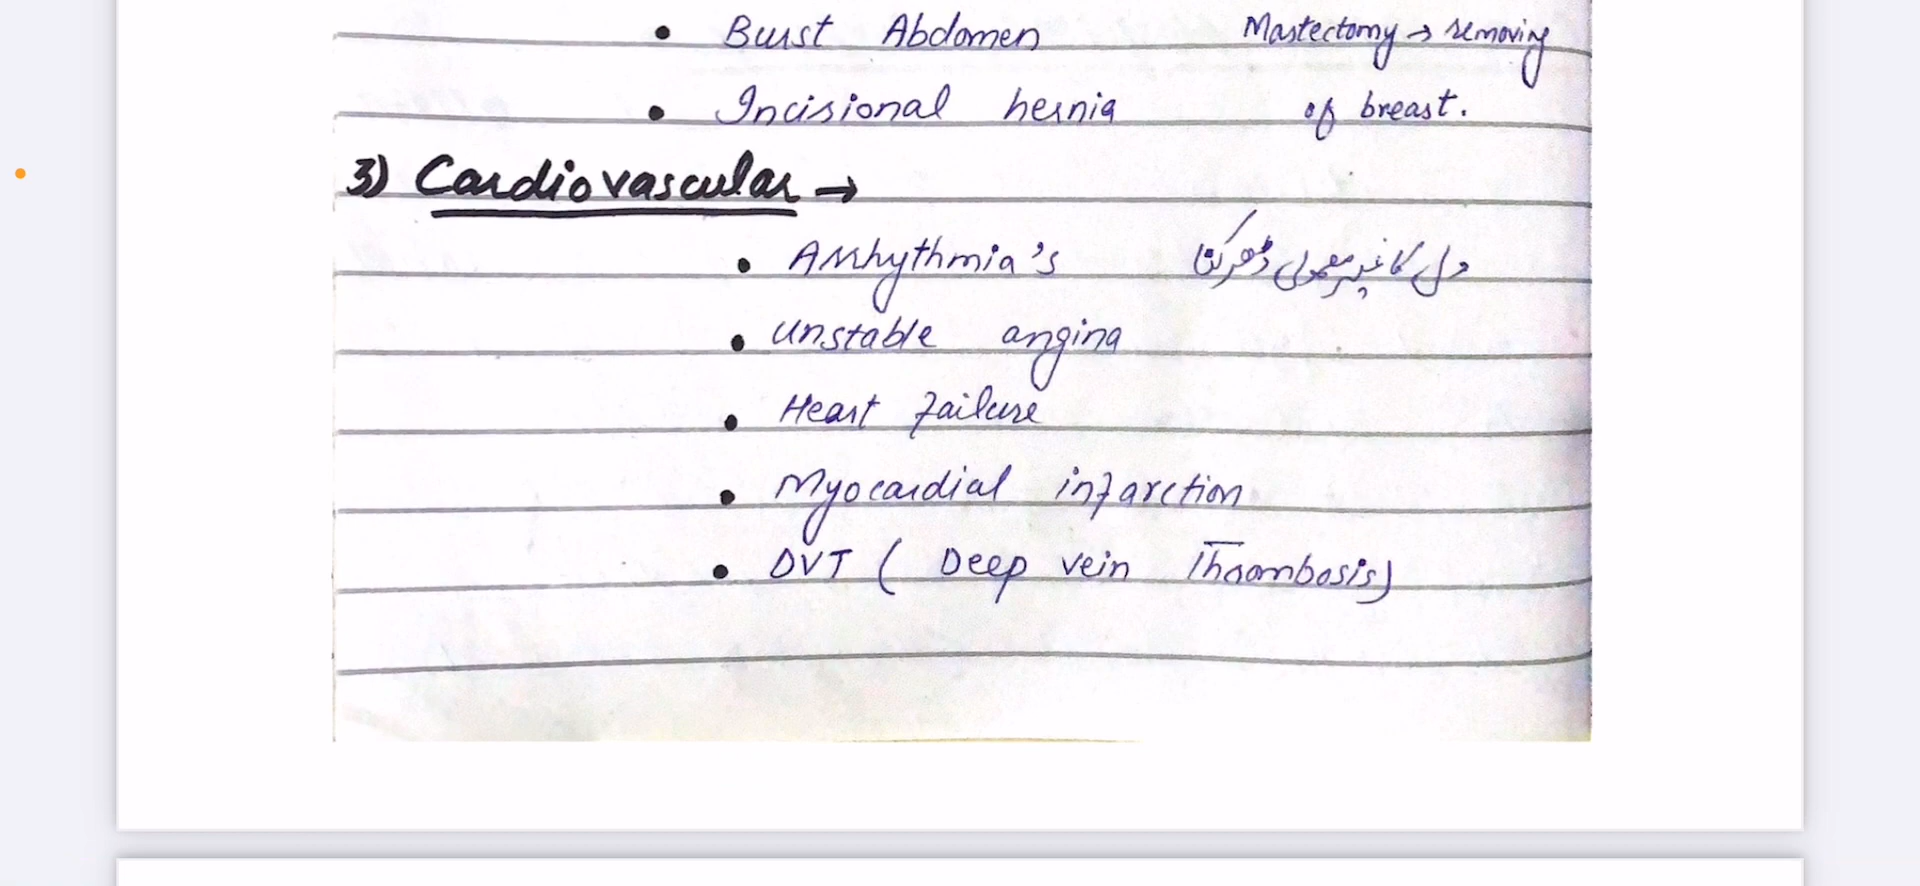 • Burst Abdomen Mastectomy → removing
• Incisional hernia of breast.
3) Cardiovascular →
• Arrhythmia's دل کا غیر معمولی دھڑکنا
• Unstable angina
• Heart failure
• Myocardial infarction
• DVT ( Deep vein Thrombosis)